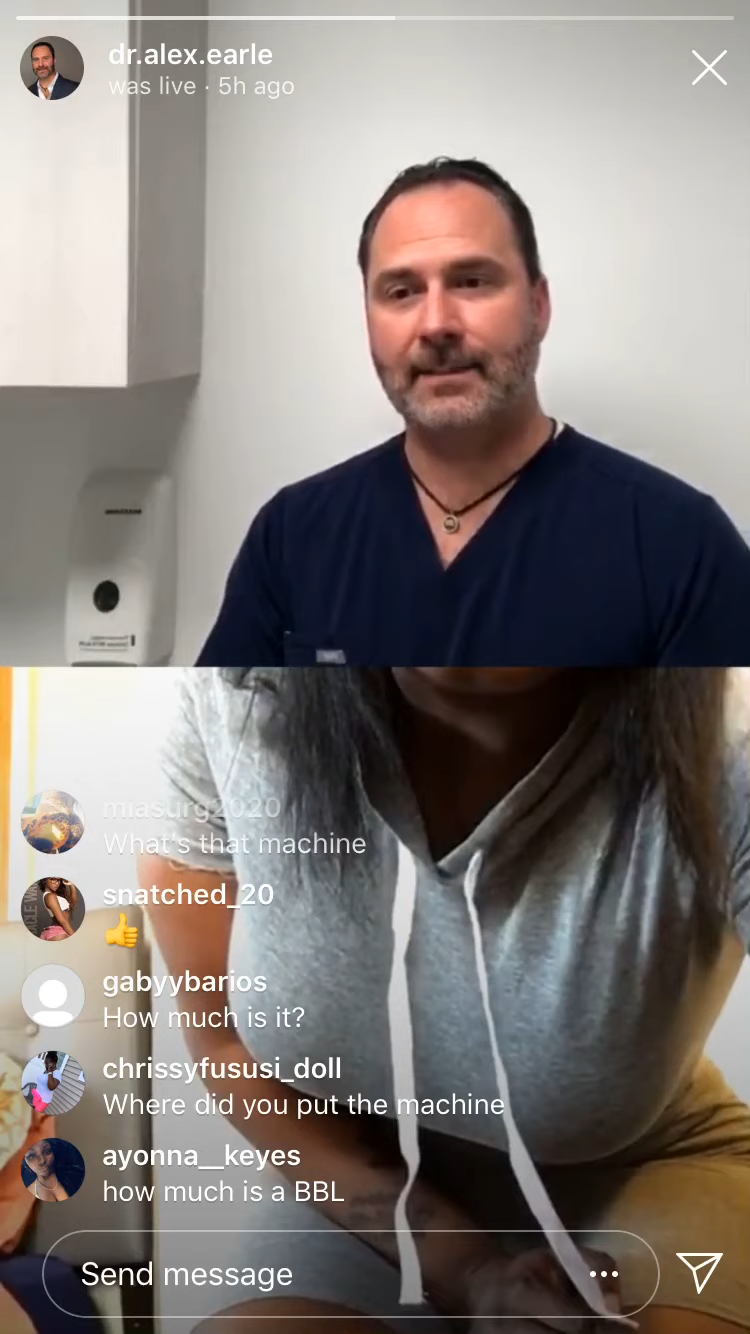 dr.alex.earle
was live · 5h ago
miasurg2020
What's that machine
snatched_20
👍
gabyybarios
How much is it?
chrissyfususi_doll
Where did you put the machine
ayonna__keyes
how much is a BBL
Send message